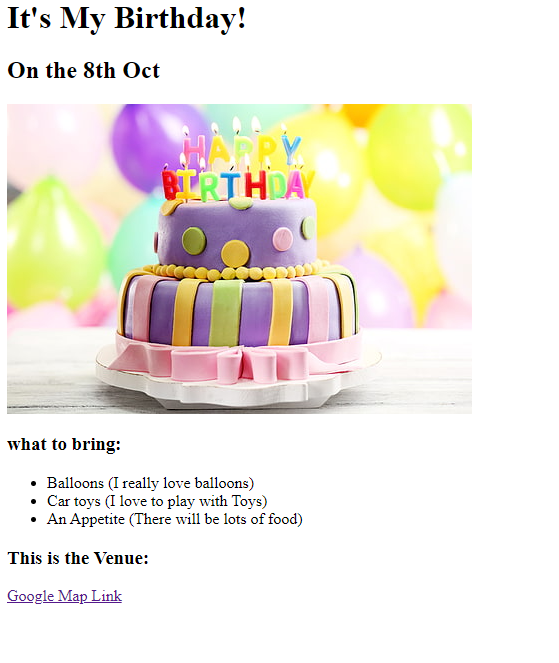 It's My Birthday!
On the 8th Oct
HAPPY
BIRTHDAY
what to bring:
Balloons (I really love balloons)
Car toys (I love to play with Toys)
An Appetite (There will be lots of food)
This is the Venue:
Google Map Link